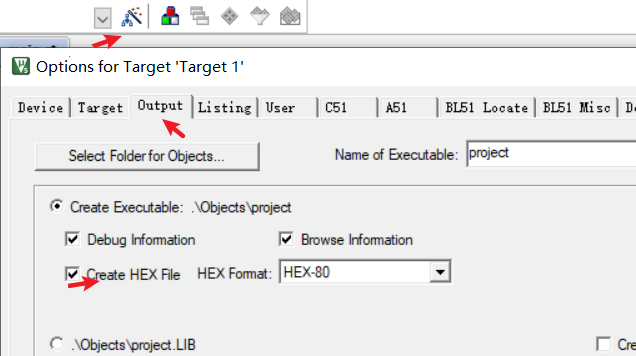 Options for Target 'Target 1'
Device Target Output Listing User C51 A51 BL51 Locate BL51 Misc
Select Folder for Objects... Name of Executable: project
Create Executable: .\Objects\project
Debug Information Browse Information
Create HEX File HEX Format: HEX-80
.\Objects\project.LIB